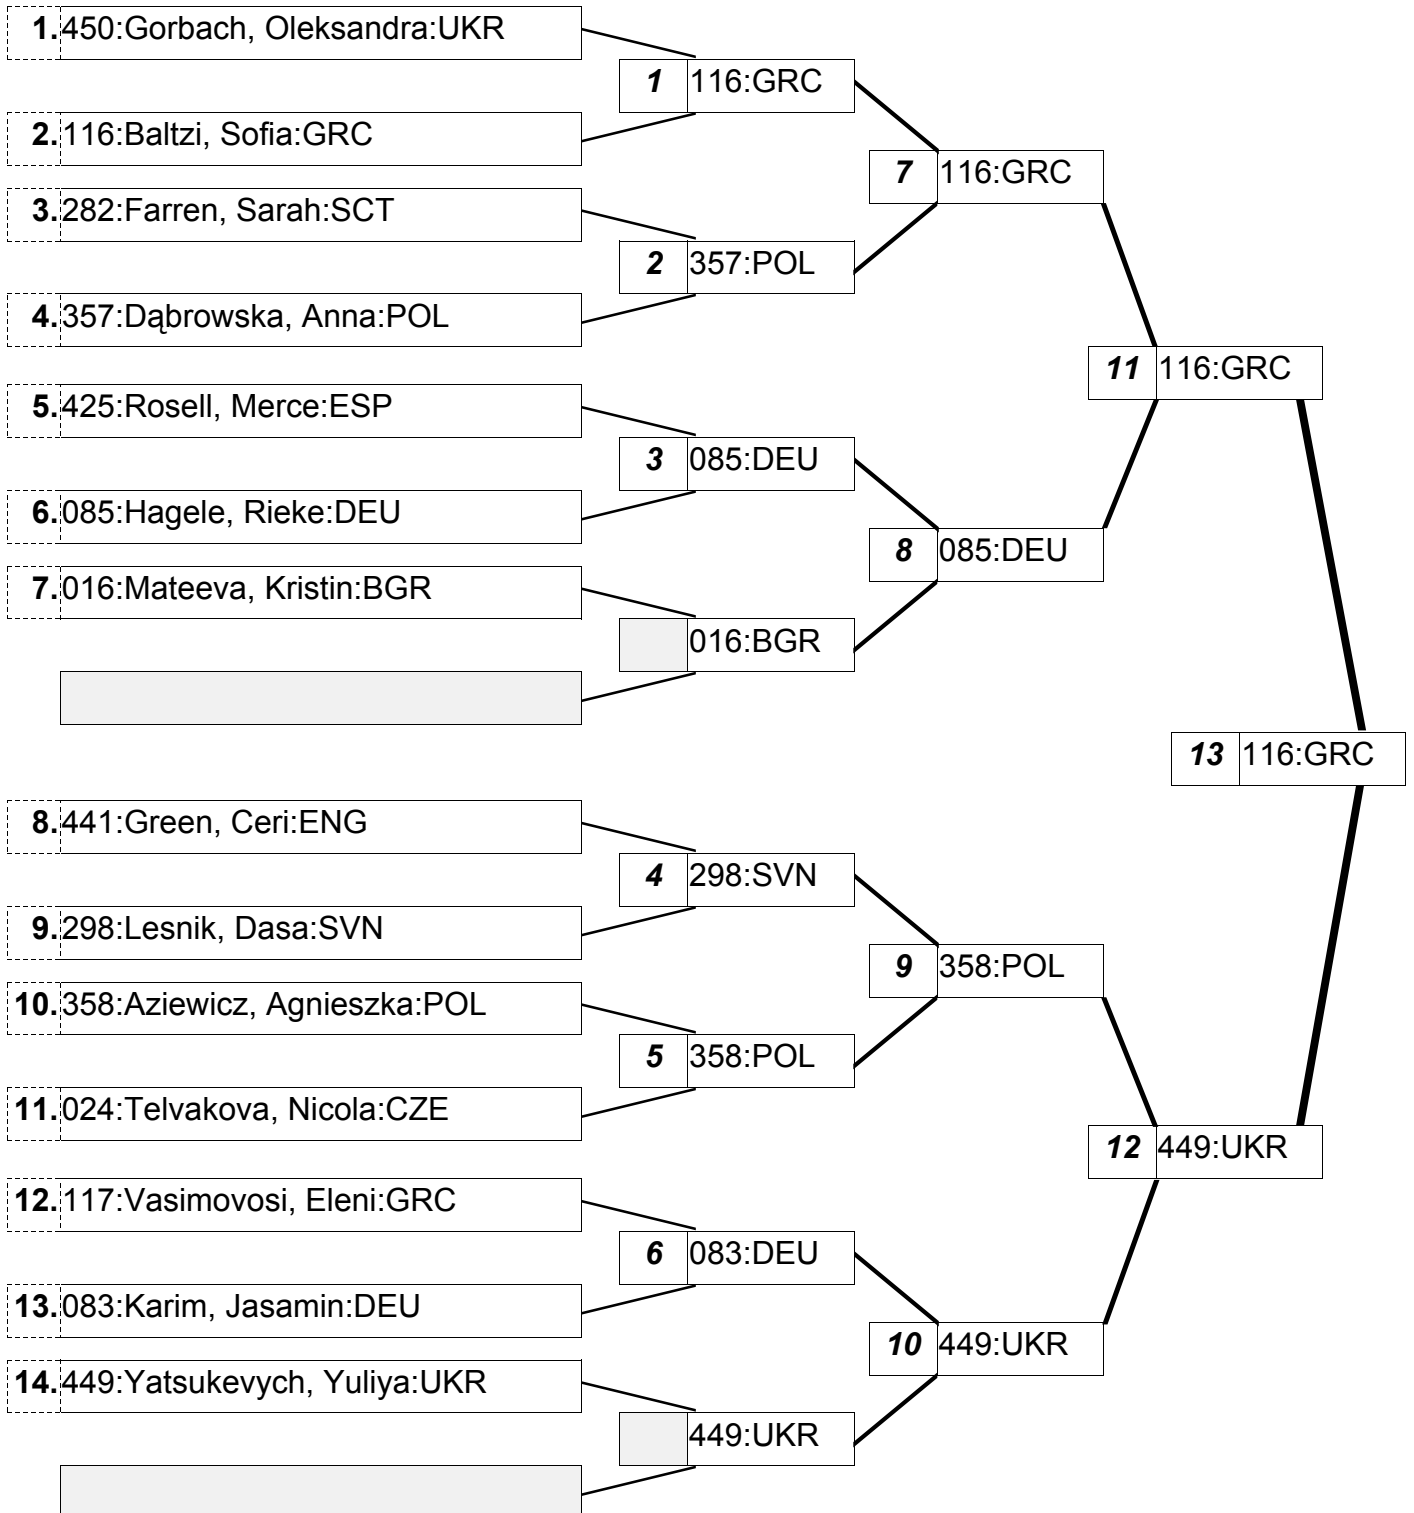 1. 450:Gorbach, Oleksandra:UKR
1 116:GRC
2. 116:Baltzi, Sofia:GRC
7 116:GRC
3. 282:Farren, Sarah:SCT
2 357:POL
4. 357:Dąbrowska, Anna:POL
11 116:GRC
5. 425:Rosell, Merce:ESP
3 085:DEU
6. 085:Hagele, Rieke:DEU
8 085:DEU
7. 016:Mateeva, Kristin:BGR
016:BGR
13 116:GRC
8. 441:Green, Ceri:ENG
4 298:SVN
9. 298:Lesnik, Dasa:SVN
9 358:POL
10. 358:Aziewicz, Agnieszka:POL
5 358:POL
11. 024:Telvakova, Nicola:CZE
12 449:UKR
12. 117:Vasimovosi, Eleni:GRC
6 083:DEU
13. 083:Karim, Jasamin:DEU
10 449:UKR
14. 449:Yatsukevych, Yuliya:UKR
449:UKR